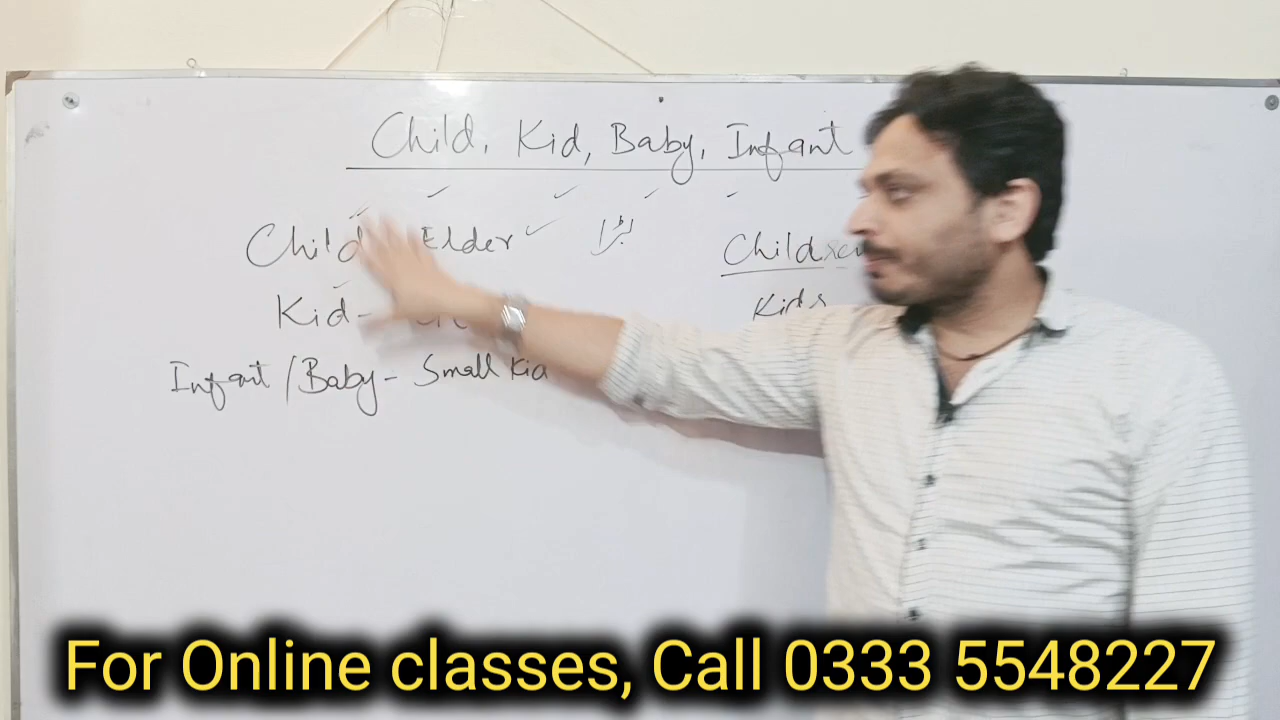 Child, Kid, Baby, Infant
Child Elder بڑا Children
Kid - Kids
Infant / Baby - Small Kid
For Online classes, Call 0333 5548227